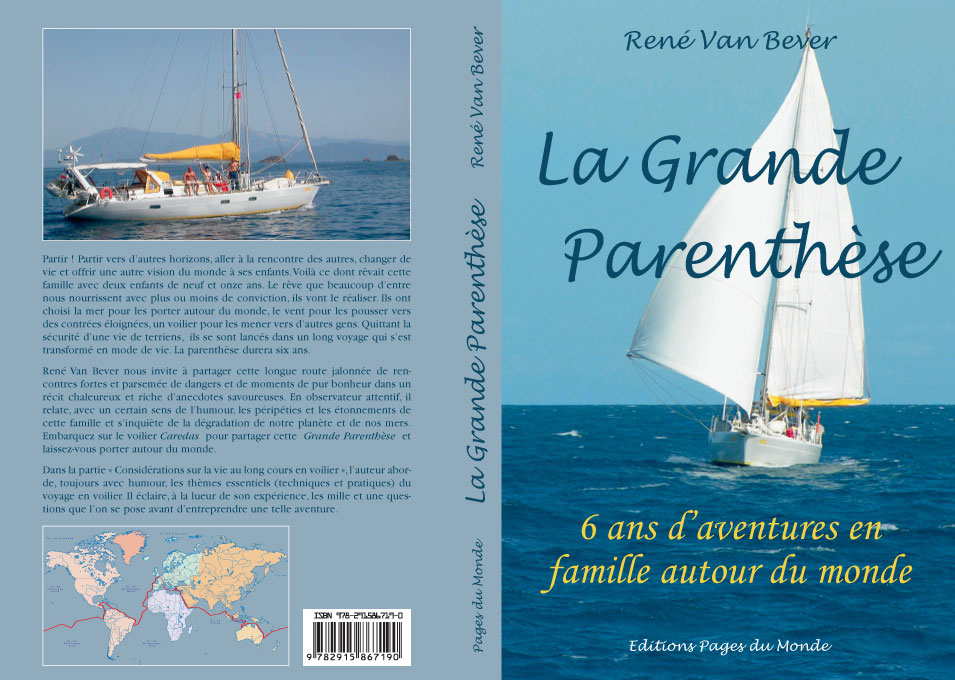 Partir ! Partir vers d'autres horizons, aller à la rencontre des autres, changer de
vie et offrir une autre vision du monde à ses enfants. Voilà ce dont rêvait cette
famille avec deux enfants de neuf et onze ans. Le rêve que beaucoup d'entre
nous nourrissent avec plus ou moins de conviction, ils vont le réaliser. Ils ont
choisi la mer pour les porter autour du monde, le vent pour les pousser vers
des contrées éloignées, un voilier pour les mener vers d'autres gens. Quittant la
sécurité d'une vie de terriens, ils se sont lancés dans un long voyage qui s'est
transformé en mode de vie. La parenthèse durera six ans.
René Van Bever nous invite à partager cette longue route jalonnée de ren-
contres fortes et parsemée de dangers et de moments de pur bonheur dans un
récit chaleureux et riche d'anecdotes savoureuses. En observateur attentif, il
relate, avec un certain sens de l'humour, les péripéties et les étonnements de
cette famille et s'inquiète de la dégradation de notre planète et de nos mers.
Embarquez sur le voilier Caredas pour partager cette Grande Parenthèse et
laissez-vous porter autour du monde.
Dans la partie « Considérations sur la vie au long cours en voilier », l'auteur abor-
de, toujours avec humour, les thèmes essentiels (techniques et pratiques) du
voyage en voilier. Il éclaire, à la lueur de son expérience, les mille et une ques-
tions que l'on se pose avant d'entreprendre une telle aventure.
ISBN 978-2-91586719-0
9 782915 867190
René Van Bever
La Grande Parenthèse
Pages du Monde
René Van Bever
La Grande
Parenthèse
6 ans d'aventures en
famille autour du monde
Editions Pages du Monde